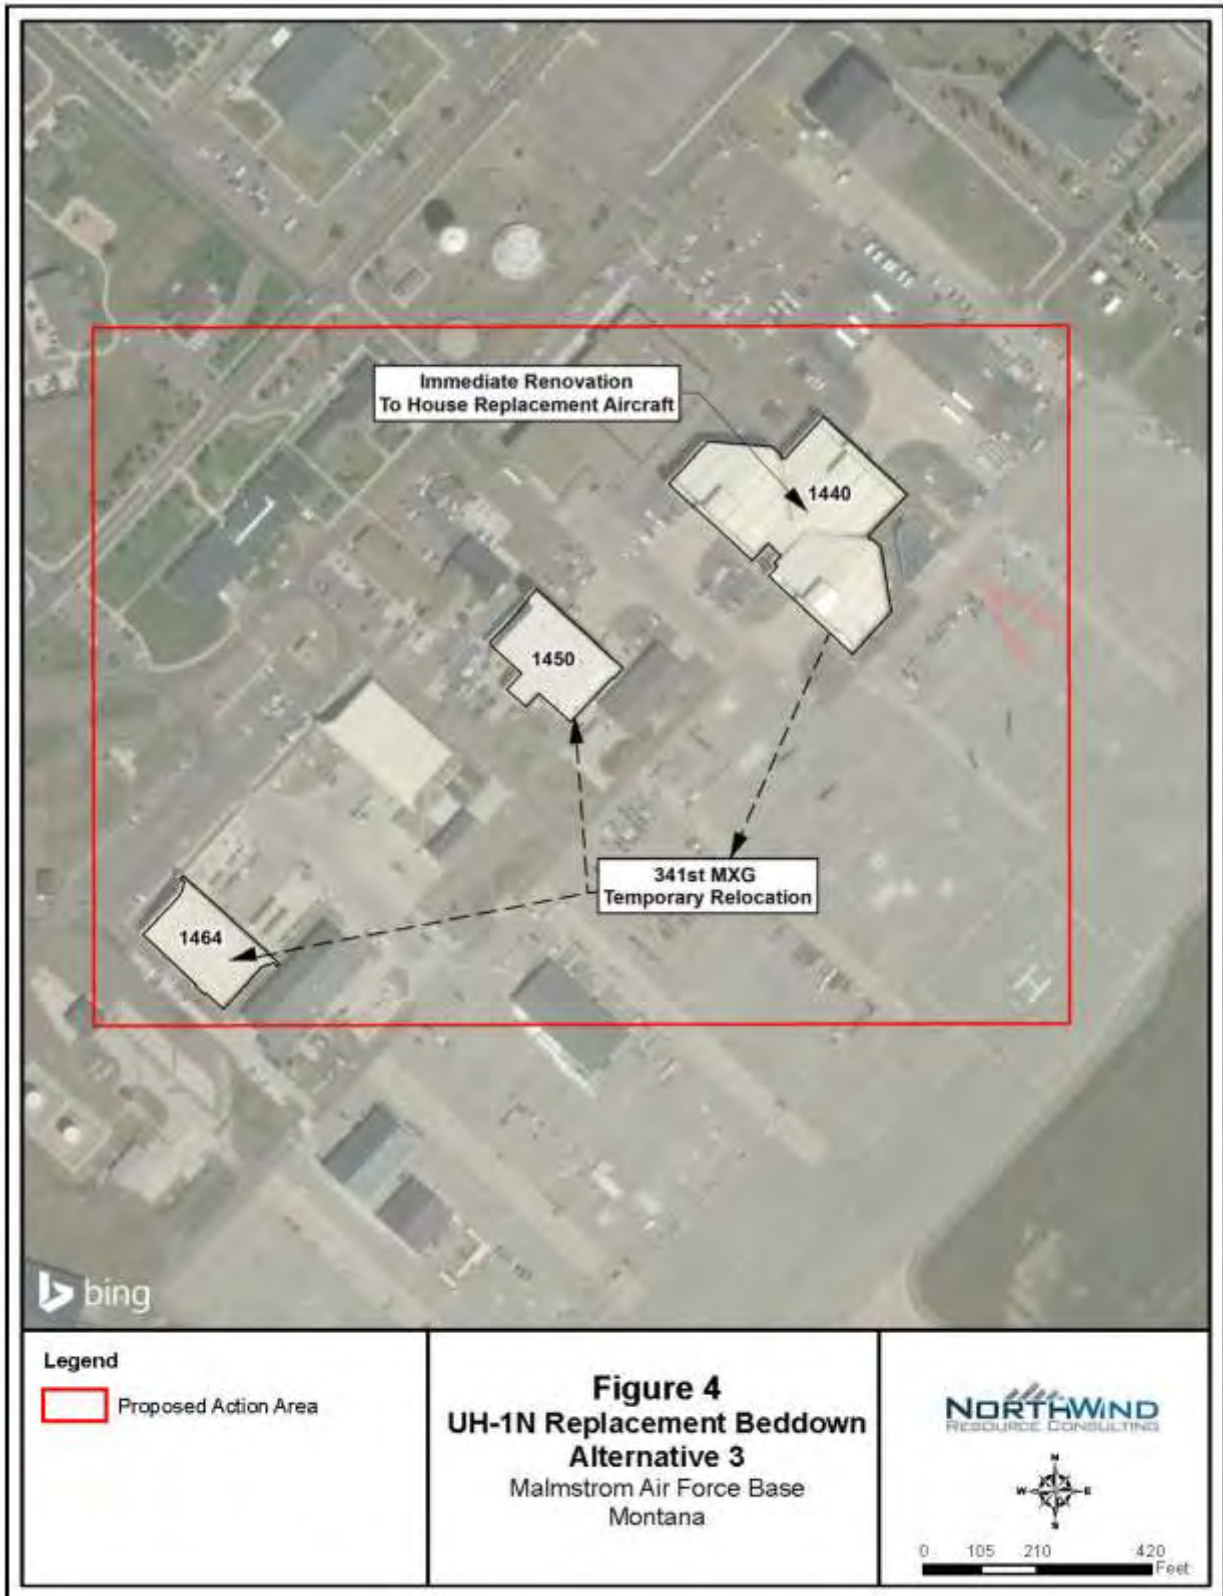 Immediate Renovation
To House Replacement Aircraft
1440
1450
341st MXG
Temporary Relocation
1464
H
bing
Legend
Proposed Action Area
Figure 4
UH-1N Replacement Beddown
Alternative 3
Malmstrom Air Force Base
Montana
NORTHWIND
RESOURCE CONSULTING
N
W E
S
0 105 210 420
Feet